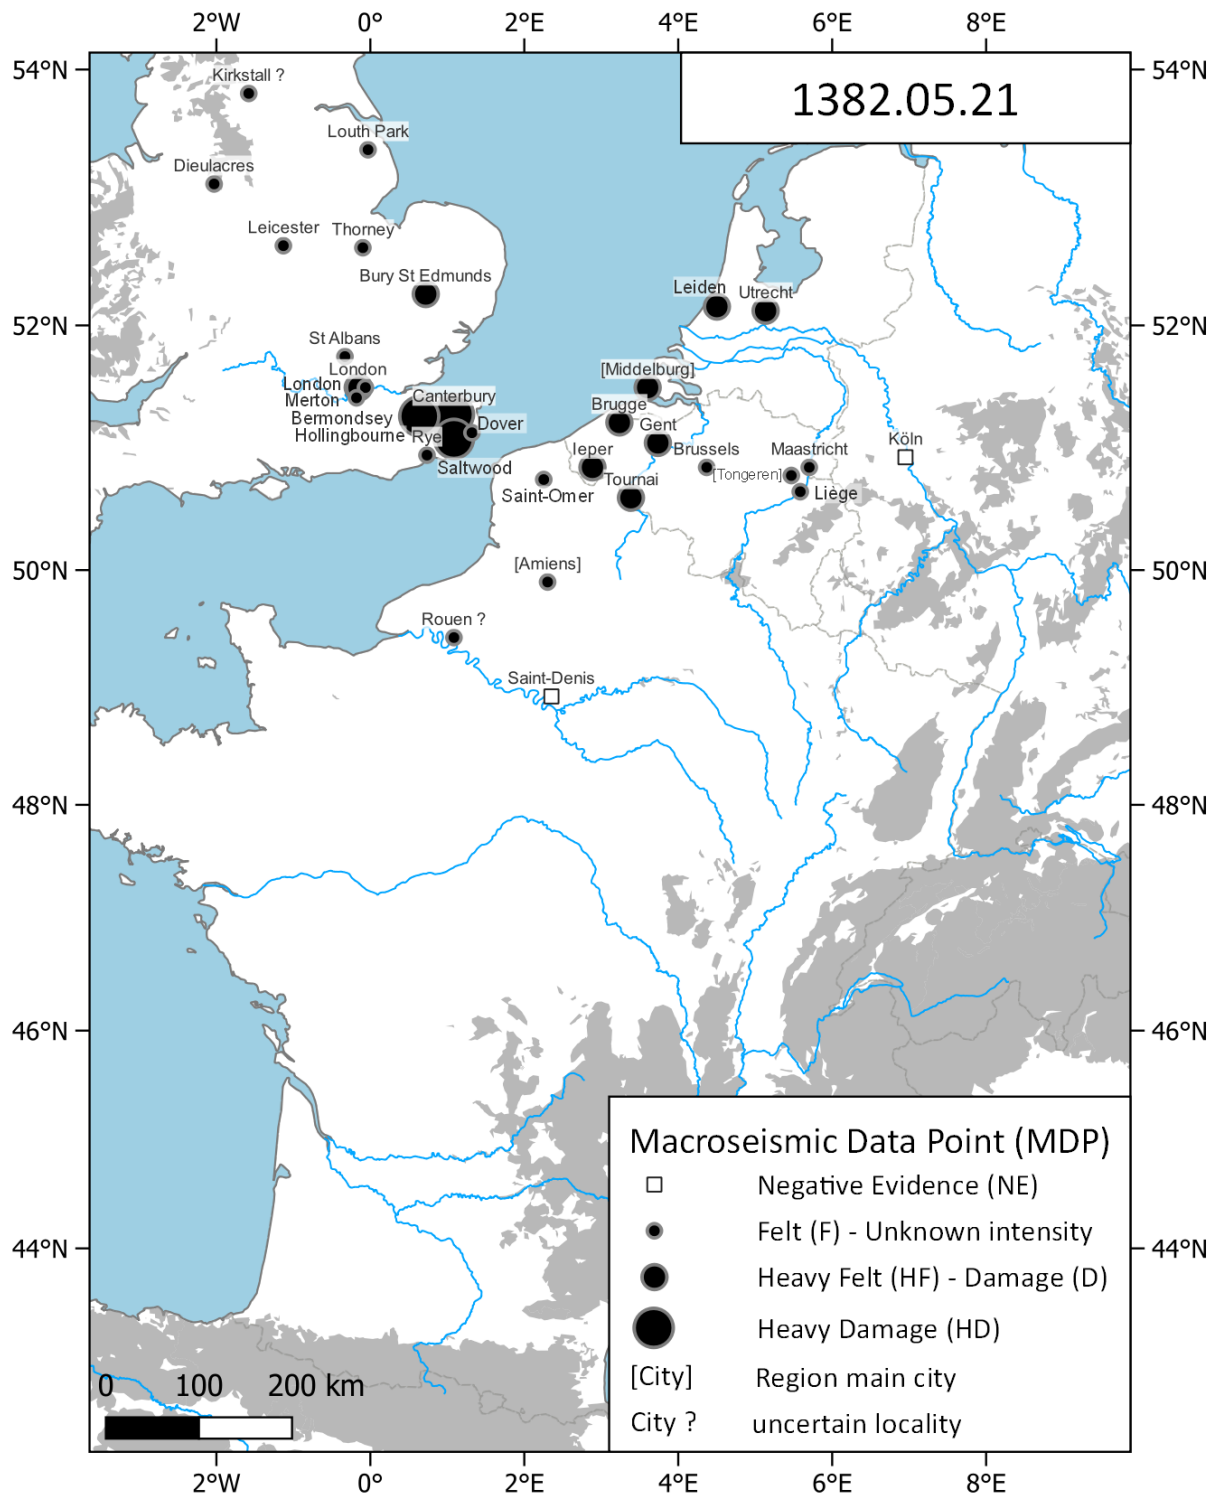 2°W 0° 2°E 4°E 6°E 8°E
54°N 54°N
1382.05.21
Kirkstall ?
Louth Park
Dieulacres
Leicester
Thorney
Bury St Edmunds
Leiden
Utrecht
52°N 52°N
St Albans
London
London
Merton
Bermondsey
Hollingbourne
Canterbury
Rye
Dover
Saltwood
[Middelburg]
Brugge
Gent
Ieper
Brussels
Maastricht
Köln
[Tongeren]
Tournai
Saint-Omer
Liège
[Amiens]
50°N 50°N
Rouen ?
Saint-Denis
48°N 48°N
46°N 46°N
44°N 44°N
Macroseismic Data Point (MDP)
Negative Evidence (NE)
Felt (F) - Unknown intensity
Heavy Felt (HF) - Damage (D)
Heavy Damage (HD)
[City] Region main city
City ? uncertain locality
0 100 200 km
2°W 0° 2°E 4°E 6°E 8°E